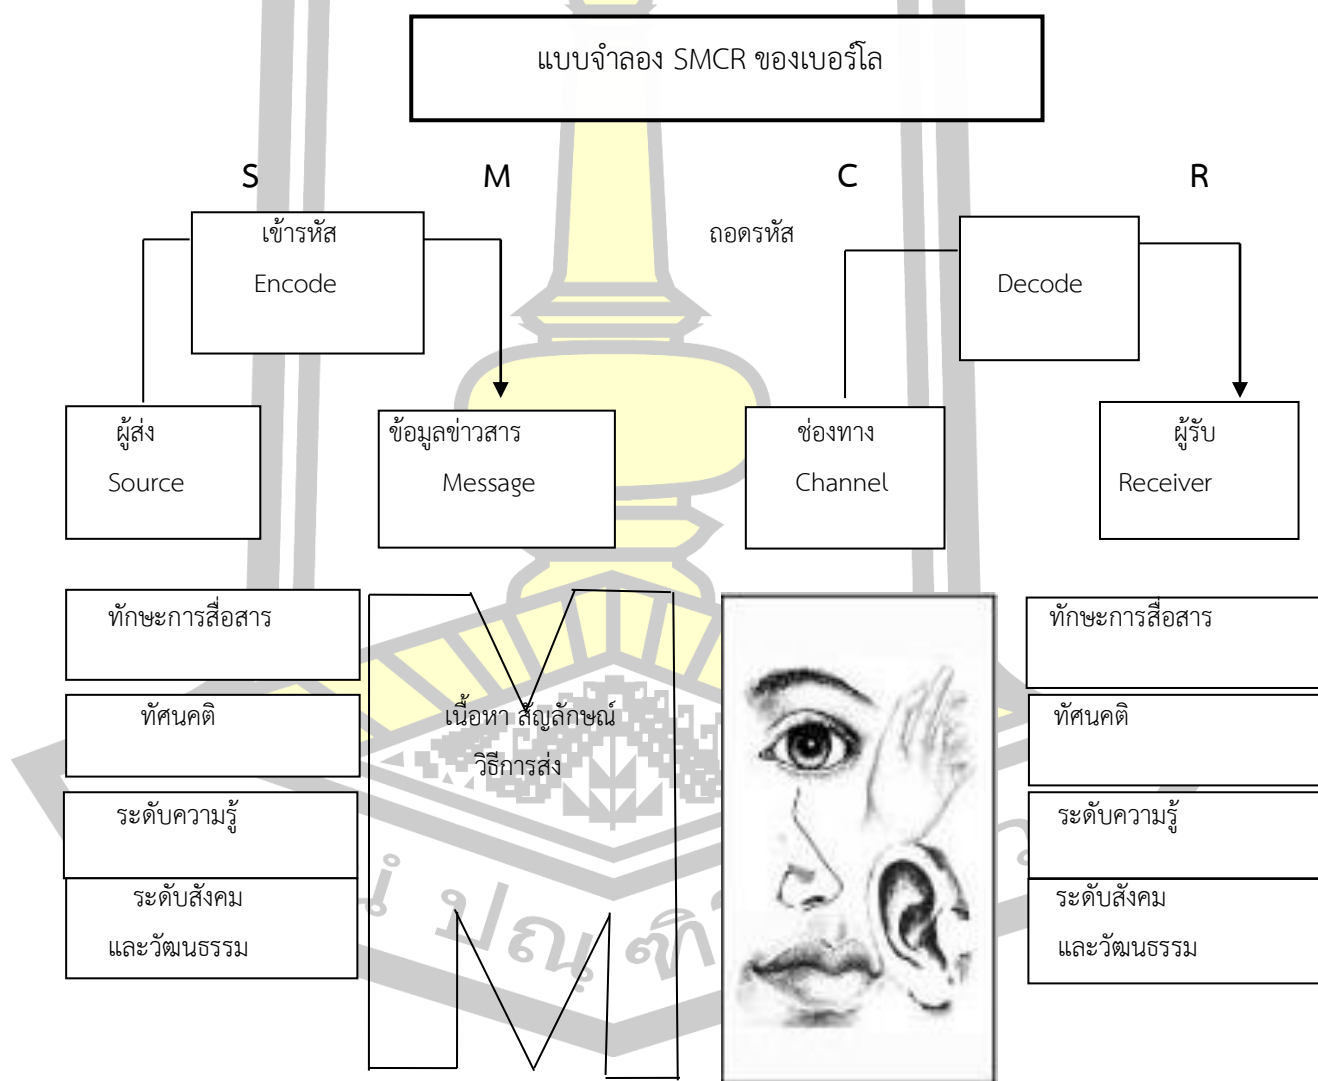 แบบจำลอง SMCR ของเบอร์โล
S M C R
เข้ารหัส
Encode
ถอดรหัส
Decode
ผู้ส่ง
Source
ข้อมูลข่าวสาร
Message
ช่องทาง
Channel
ผู้รับ
Receiver
ทักษะการสื่อสาร
ทัศนคติ
ระดับความรู้
ระดับสังคม
และวัฒนธรรม
เนื้อหา สัญลักษณ์
วิธีการส่ง
ทักษะการสื่อสาร
ทัศนคติ
ระดับความรู้
ระดับสังคม
และวัฒนธรรม